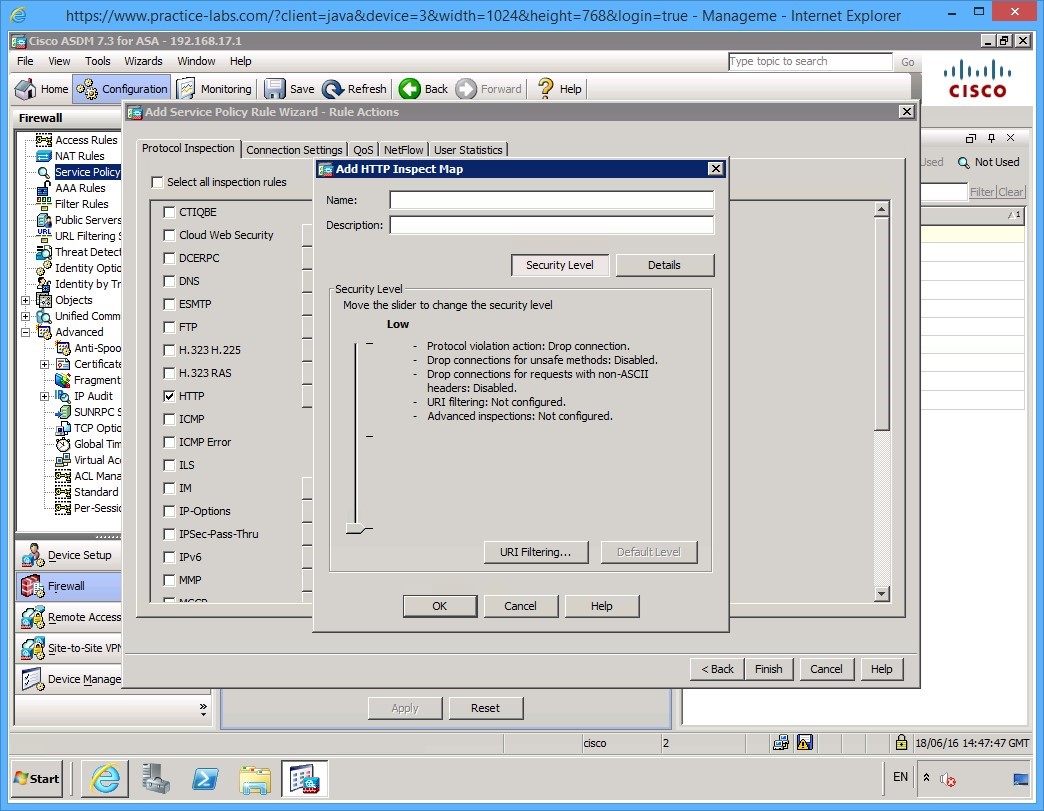 https://www.practice-labs.com/?client=java&device=3&width=1024&height=768&login=true - Manageme - Internet Explorer
Cisco ASDM 7.3 for ASA - 192.168.17.1
File View Tools Wizards Window Help
Type topic to search Go
CISCO
Home Configuration Monitoring Save Refresh Back Forward Help
Firewall
Access Rules
NAT Rules
Service Policy
AAA Rules
Filter Rules
Public Servers
URL URL Filtering S
Threat Detect
Identity Optio
Identity by Tr
Objects
Unified Comm
Advanced
Anti-Spoo
Certificate
Fragment
IP Audit
SUNRPC S
TCP Optio
Global Tim
Virtual Acc
ACL Mana
Standard
Per-Sessio
Device Setup
Firewall
Remote Access
Site-to-Site VPN
Device Manage
»
Add Service Policy Rule Wizard - Rule Actions
Protocol Inspection Connection Settings QoS NetFlow User Statistics
Select all inspection rules
CTIQBE
Cloud Web Security
DCERPC
DNS
ESMTP
FTP
H.323 H.225
H.323 RAS
HTTP
ICMP
ICMP Error
ILS
IM
IP-Options
IPSec-Pass-Thru
IPv6
MMP
MGCP
Add HTTP Inspect Map
Name:
Description:
Security Level Details
Security Level
Move the slider to change the security level
Low
- Protocol violation action: Drop connection.
- Drop connections for unsafe methods: Disabled.
- Drop connections for requests with non-ASCII
headers: Disabled.
- URI filtering: Not configured.
- Advanced inspections: Not configured.
URI Filtering... Default Level
OK Cancel Help
< Back Finish Cancel Help
Used Not Used
Filter Clear
1
Apply Reset
cisco 2 18/06/16 14:47:47 GMT
Start EN